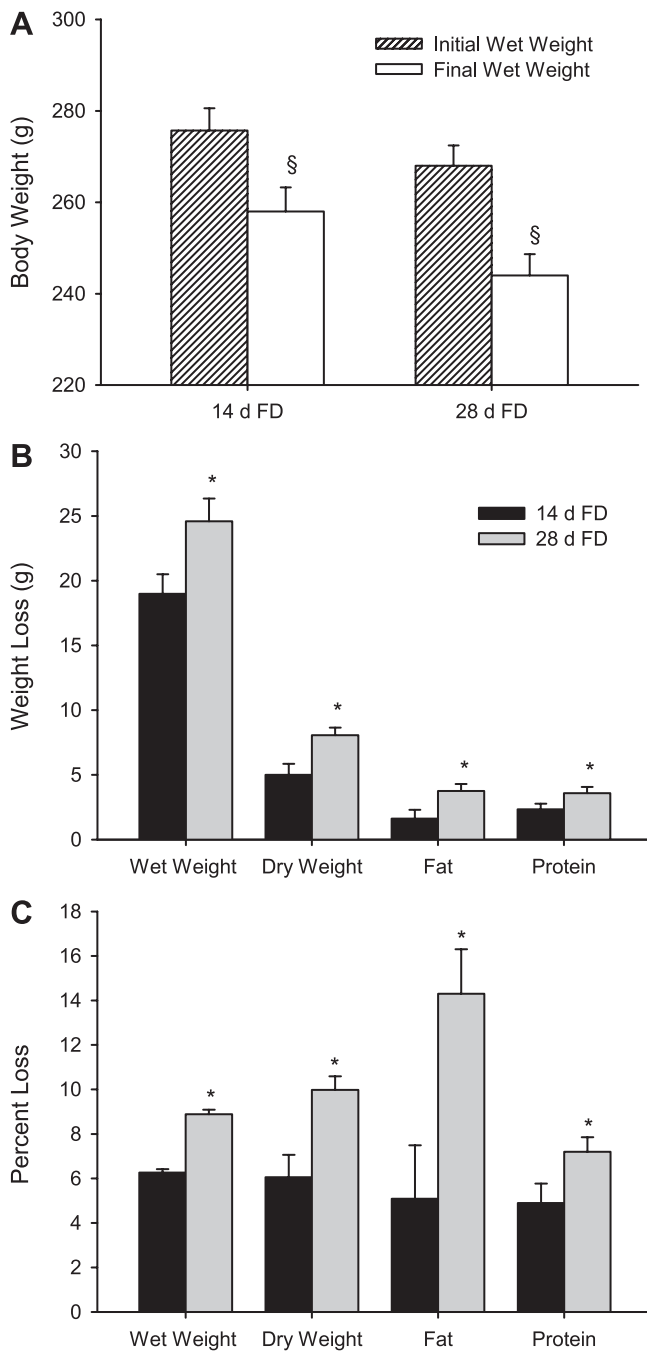 A
300
280
260
240
220
Body Weight (g)
Initial Wet Weight
Final Wet Weight
§
§
14 d FD
28 d FD
B
30
25
20
15
10
5
0
Weight Loss (g)
14 d FD
28 d FD
*
*
*
*
Wet Weight
Dry Weight
Fat
Protein
C
18
16
14
12
10
8
6
4
2
0
Percent Loss
*
*
*
*
Wet Weight
Dry Weight
Fat
Protein